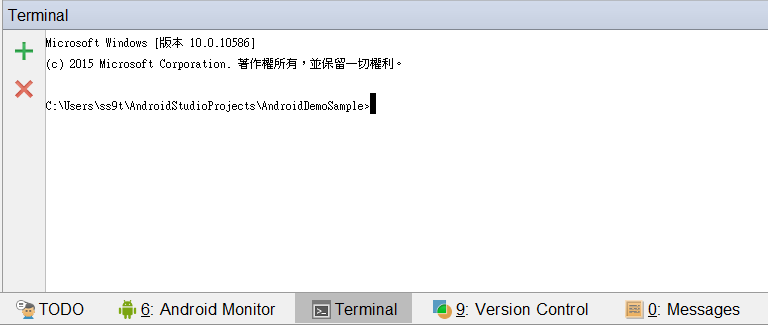 Terminal
Microsoft Windows [版本 10.0.10586]
(c) 2015 Microsoft Corporation. 著作權所有，並保留一切權利。
C:\Users\ss9t\AndroidStudioProjects\AndroidDemoSample>
TODO
6: Android Monitor
Terminal
9: Version Control
0: Messages